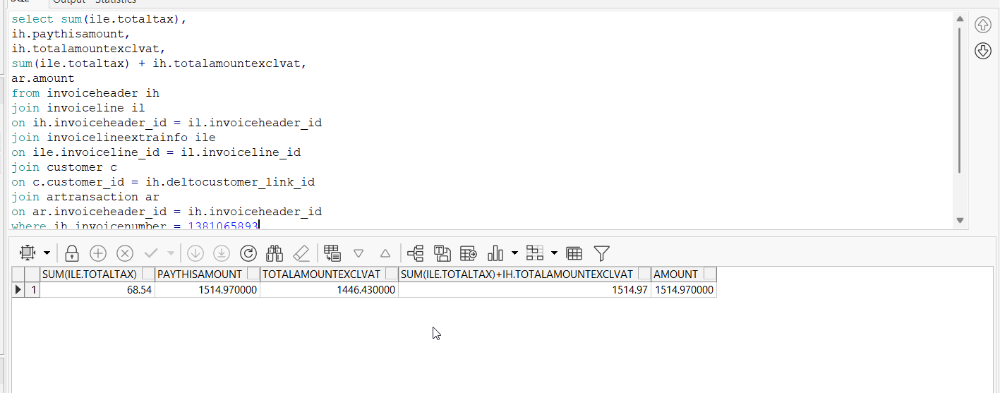 Output Statistics
select sum(ile.totaltax),
ih.paythisamount,
ih.totalamountexclvat,
sum(ile.totaltax) + ih.totalamountexclvat,
ar.amount
from invoiceheader ih
join invoiceline il
on ih.invoiceheader_id = il.invoiceheader_id
join invoicelineextrainfo ile
on ile.invoiceline_id = il.invoiceline_id
join customer c
on c.customer_id = ih.deltocustomer_link_id
join artransaction ar
on ar.invoiceheader_id = ih.invoiceheader_id
where ih.invoicenumber = 1381065893
SUM(ILE.TOTALTAX) PAYTHISAMOUNT TOTALAMOUNTEXCLVAT SUM(ILE.TOTALTAX)+IH.TOTALAMOUNTEXCLVAT AMOUNT
1 68.54 1514.970000 1446.430000 1514.97 1514.970000